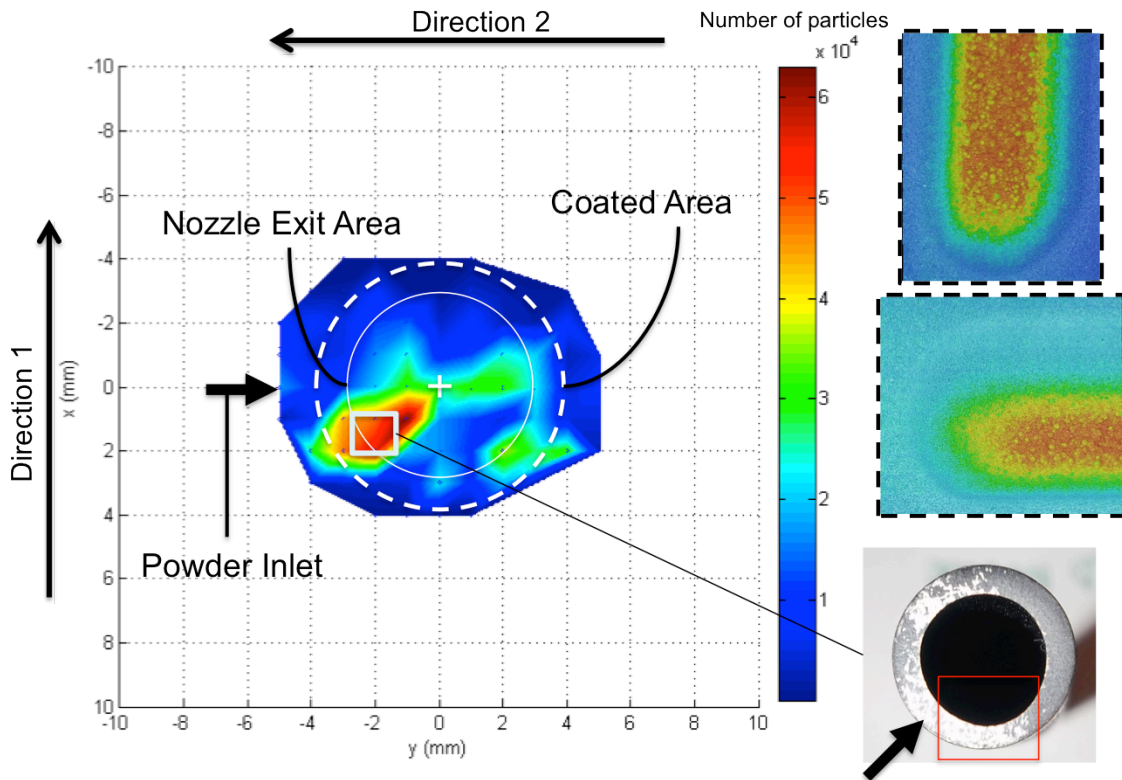 Direction 2
Number of particles
x 10⁴
-10
-8
-6
-4
-2
0
2
4
6
8
10
x (mm)
Direction 1
Nozzle Exit Area
Coated Area
Powder Inlet
6
5
4
3
2
1
-10 -8 -6 -4 -2 0 2 4 6 8 10
y (mm)